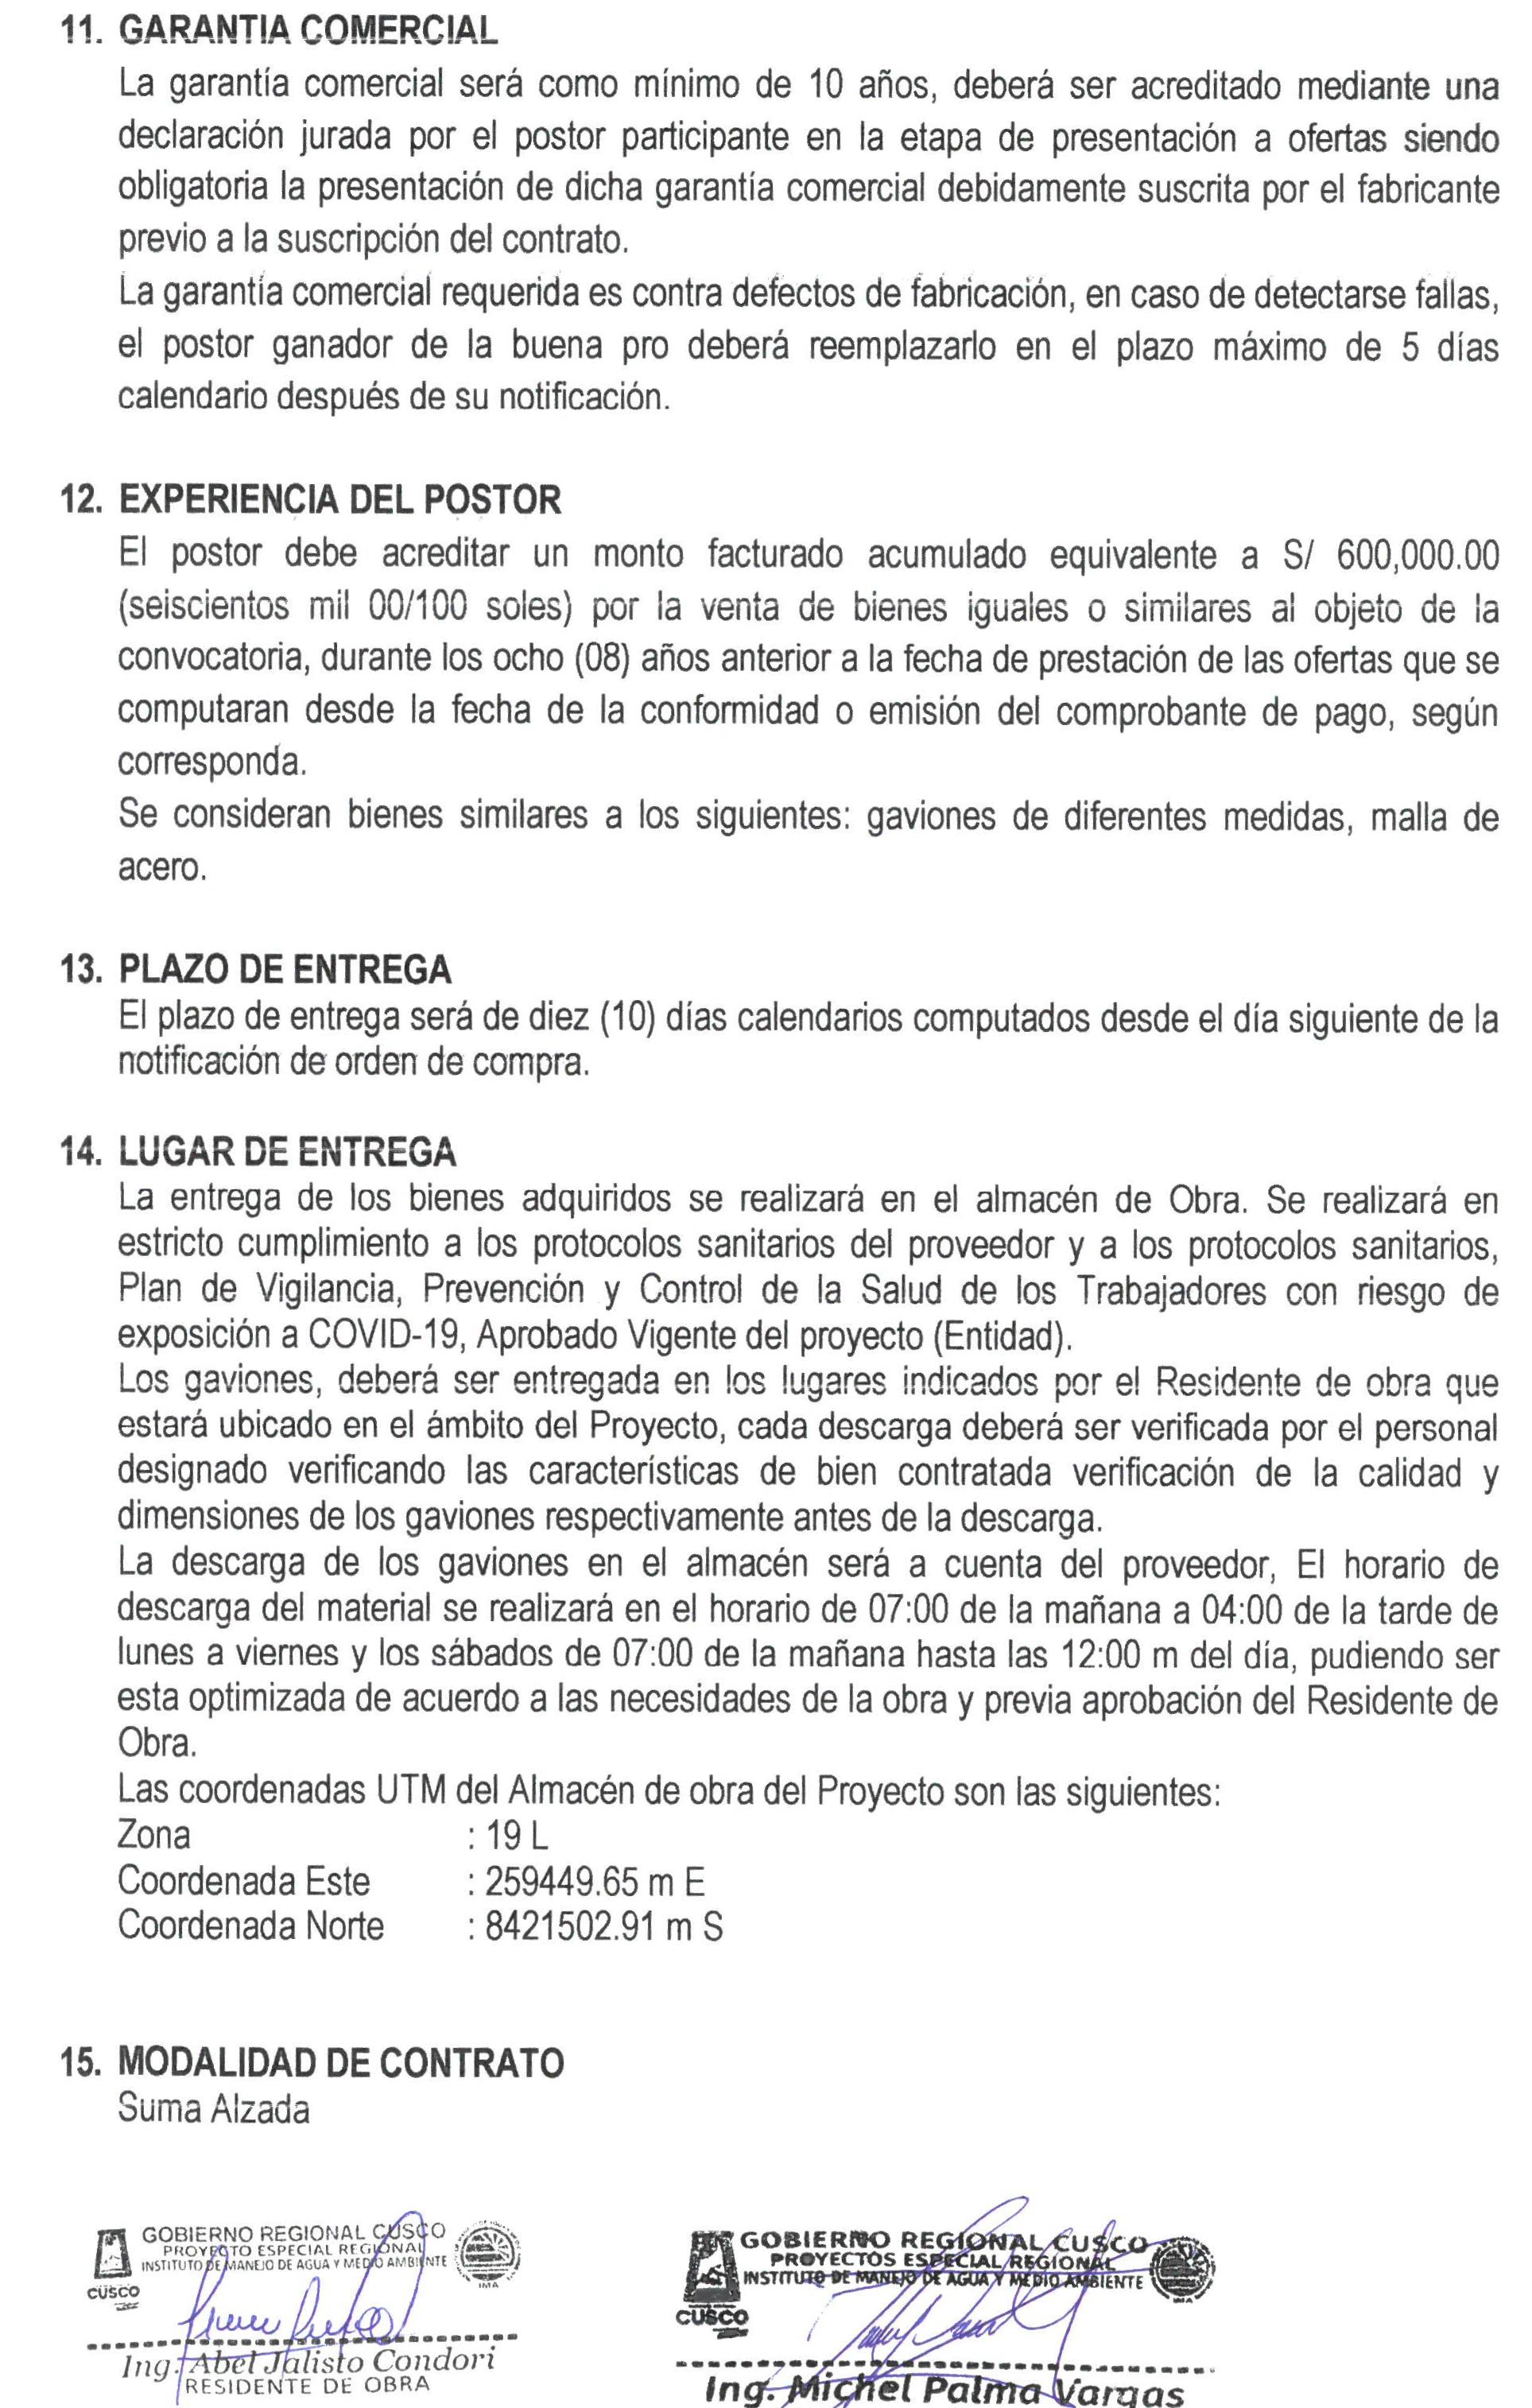 11. GARANTIA COMERCIAL
La garantía comercial será como mínimo de 10 años, deberá ser acreditado mediante una
declaración jurada por el postor participante en la etapa de presentación a ofertas siendo
obligatoria la presentación de dicha garantía comercial debidamente suscrita por el fabricante
previo a la suscripción del contrato.
La garantía comercial requerida es contra defectos de fabricación, en caso de detectarse fallas,
el postor ganador de la buena pro deberá reemplazarlo en el plazo máximo de 5 días
calendario después de su notificación.
12. EXPERIENCIA DEL POSTOR
El postor debe acreditar un monto facturado acumulado equivalente a S/ 600,000.00
(seiscientos mil 00/100 soles) por la venta de bienes iguales o similares al objeto de la
convocatoria, durante los ocho (08) años anterior a la fecha de prestación de las ofertas que se
computaran desde la fecha de la conformidad o emisión del comprobante de pago, según
corresponda.
Se consideran bienes similares a los siguientes: gaviones de diferentes medidas, malla de
acero.
13. PLAZO DE ENTREGA
El plazo de entrega será de diez (10) días calendarios computados desde el día siguiente de la
notificación de orden de compra.
14. LUGAR DE ENTREGA
La entrega de los bienes adquiridos se realizará en el almacén de Obra. Se realizará en
estricto cumplimiento a los protocolos sanitarios del proveedor y a los protocolos sanitarios,
Plan de Vigilancia, Prevención y Control de la Salud de los Trabajadores con riesgo de
exposición a COVID-19, Aprobado Vigente del proyecto (Entidad).
Los gaviones, deberá ser entregada en los lugares indicados por el Residente de obra que
estará ubicado en el ámbito del Proyecto, cada descarga deberá ser verificada por el personal
designado verificando las características de bien contratada verificación de la calidad y
dimensiones de los gaviones respectivamente antes de la descarga.
La descarga de los gaviones en el almacén será a cuenta del proveedor, El horario de
descarga del material se realizará en el horario de 07:00 de la mañana a 04:00 de la tarde de
lunes a viernes y los sábados de 07:00 de la mañana hasta las 12:00 m del día, pudiendo ser
esta optimizada de acuerdo a las necesidades de la obra y previa aprobación del Residente de
Obra.
Las coordenadas UTM del Almacén de obra del Proyecto son las siguientes:
Zona : 19 L
Coordenada Este : 259449.65 m E
Coordenada Norte : 8421502.91 m S
15. MODALIDAD DE CONTRATO
Suma Alzada
GOBIERNO REGIONAL CUSCO
PROYECTO ESPECIAL REGIONAL
INSTITUTO DE MANEJO DE AGUA Y MEDIO AMBIENTE
CUSCO
IMA
Ing. Abel Jalisto Condori
RESIDENTE DE OBRA
GOBIERNO REGIONAL CUSCO
PROYECTOS ESPECIAL REGIONAL
INSTITUTO DE MANEJO DE AGUA Y MEDIO AMBIENTE
CUSCO
IMA
Ing. Michel Palma Vargas